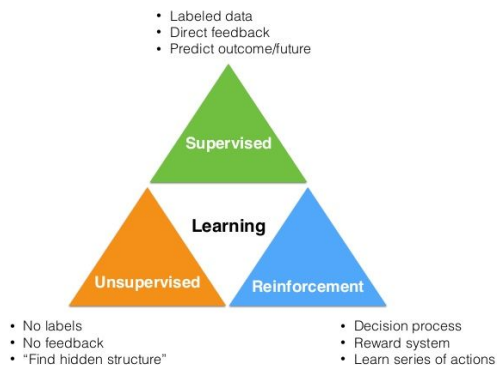 • Labeled data
• Direct feedback
• Predict outcome/future
Supervised
Learning
Unsupervised
Reinforcement
• No labels
• No feedback
• “Find hidden structure”
• Decision process
• Reward system
• Learn series of actions